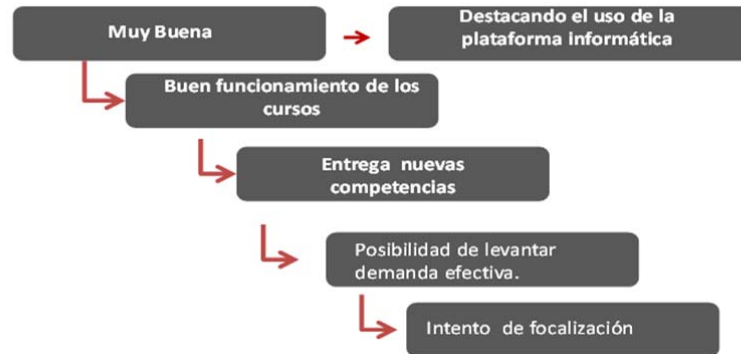 Muy Buena
Destacando el uso de la
plataforma informática
Buen funcionamiento de los
cursos
Entrega nuevas
competencias
Posibilidad de levantar
demanda efectiva.
Intento de focalización